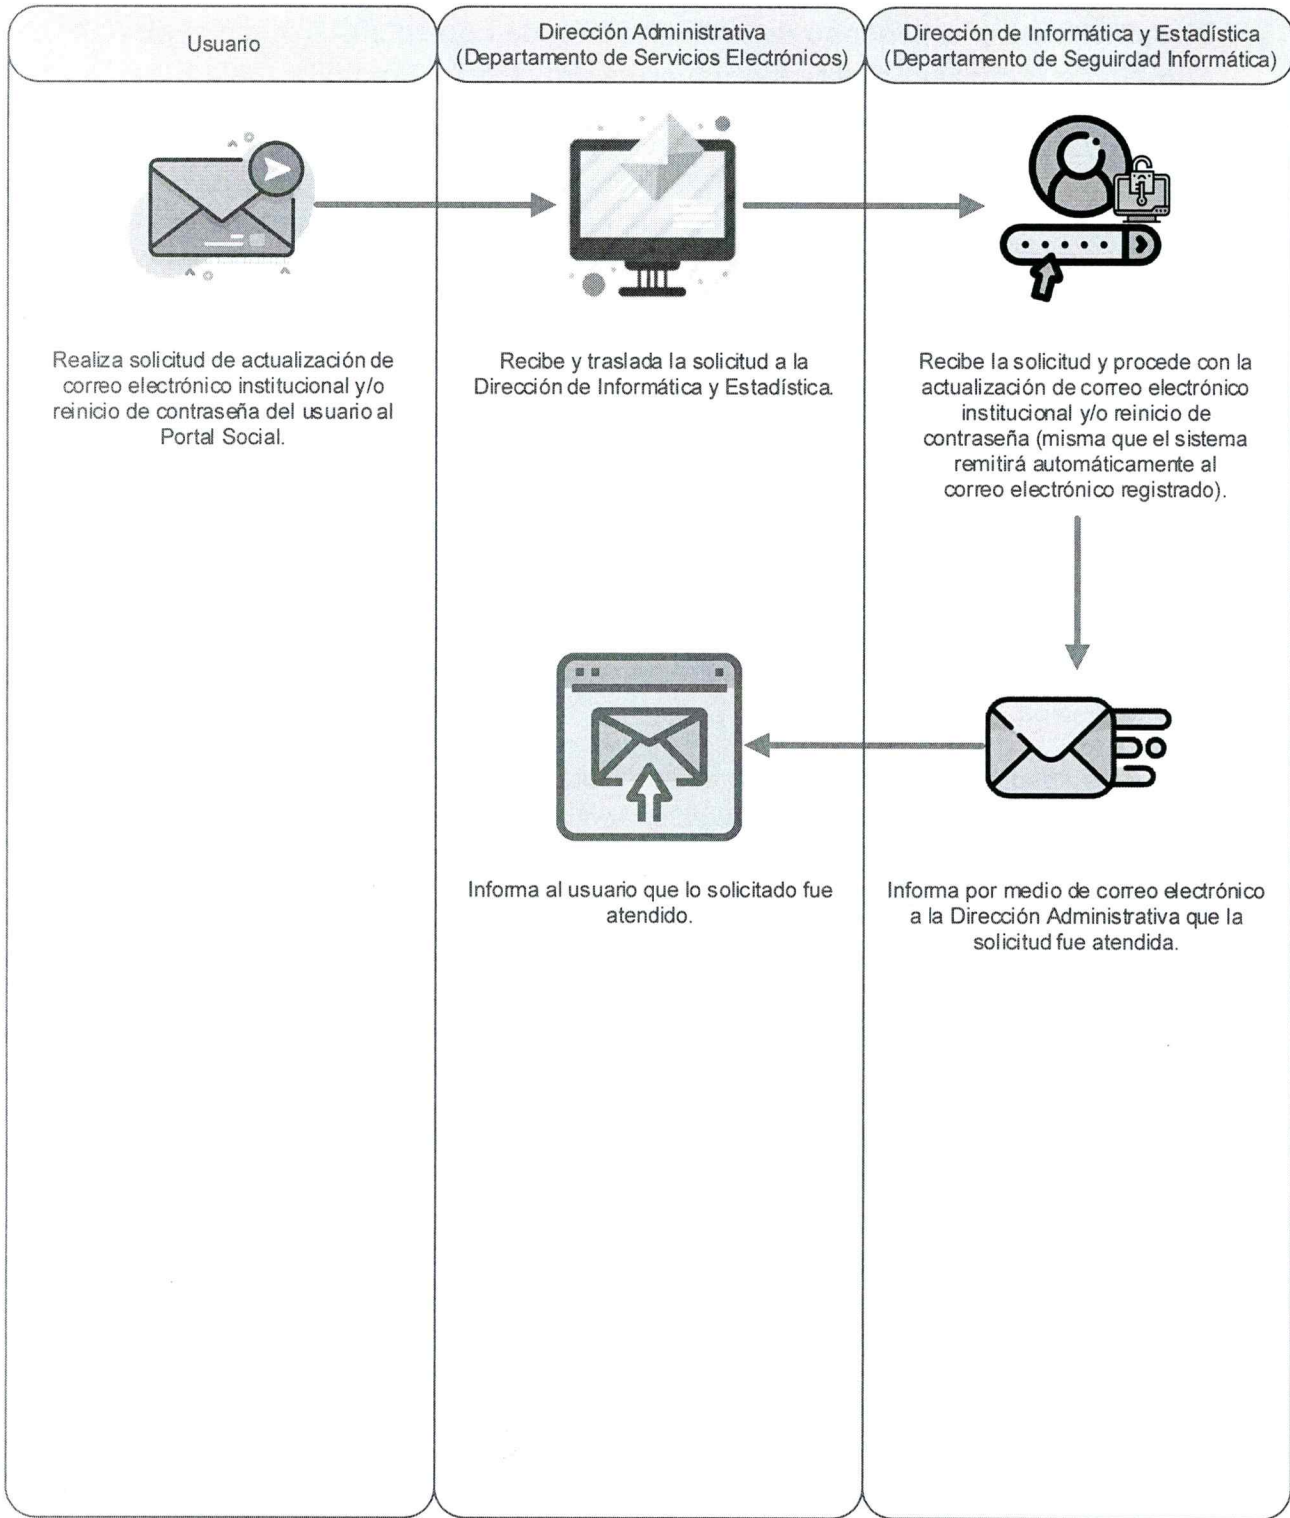 Usuario
Dirección Administrativa
(Departamento de Servicios Electrónicos)
Dirección de Informática y Estadística
(Departamento de Seguirdad Informática)
Realiza solicitud de actualización de
correo electrónico institucional y/o
reinicio de contraseña del usuario al
Portal Social.
Recibe y traslada la solicitud a la
Dirección de Informática y Estadística.
Recibe la solicitud y procede con la
actualización de correo electrónico
institucional y/o reinicio de
contraseña (misma que el sistema
remitirá automáticamente al
correo electrónico registrado).
Informa al usuario que lo solicitado fue
atendido.
Informa por medio de correo electrónico
a la Dirección Administrativa que la
solicitud fue atendida.